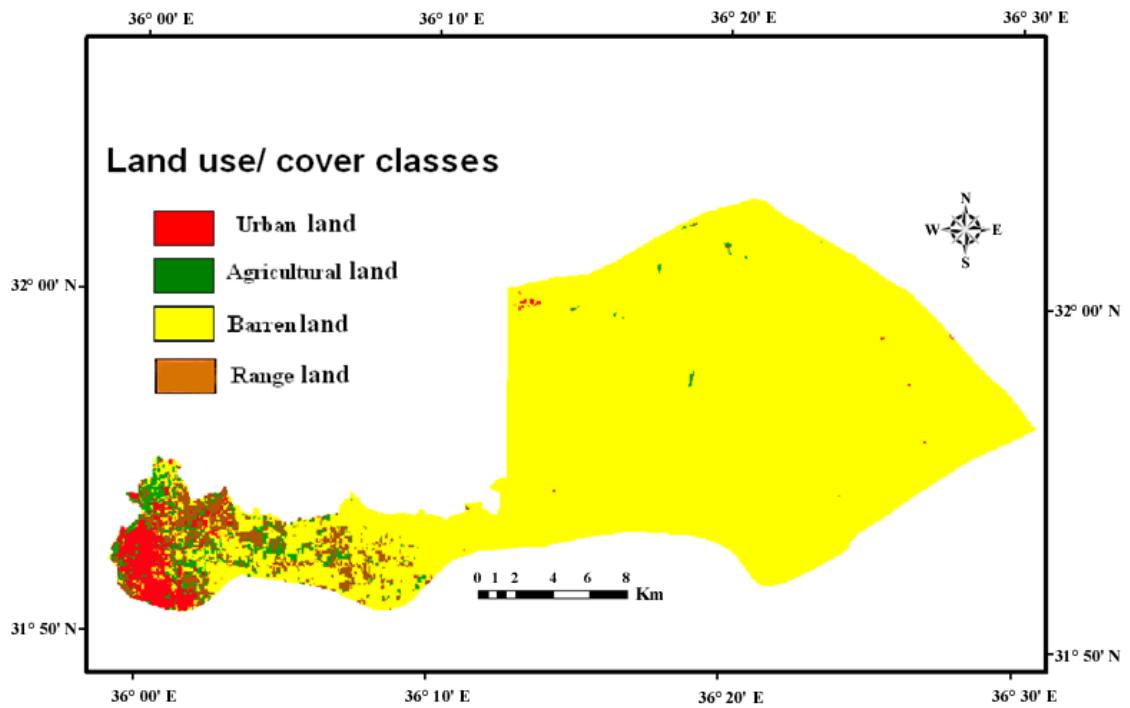 36° 00' E 36° 10' E 36° 20' E 36° 30' E
Land use/ cover classes
Urban land
Agricultural land
Barren land
Range land
N
W E
S
32° 00' N
32° 00' N
0 1 2 4 6 8 Km
31° 50' N
31° 50' N
36° 00' E 36° 10' E 36° 20' E 36° 30' E